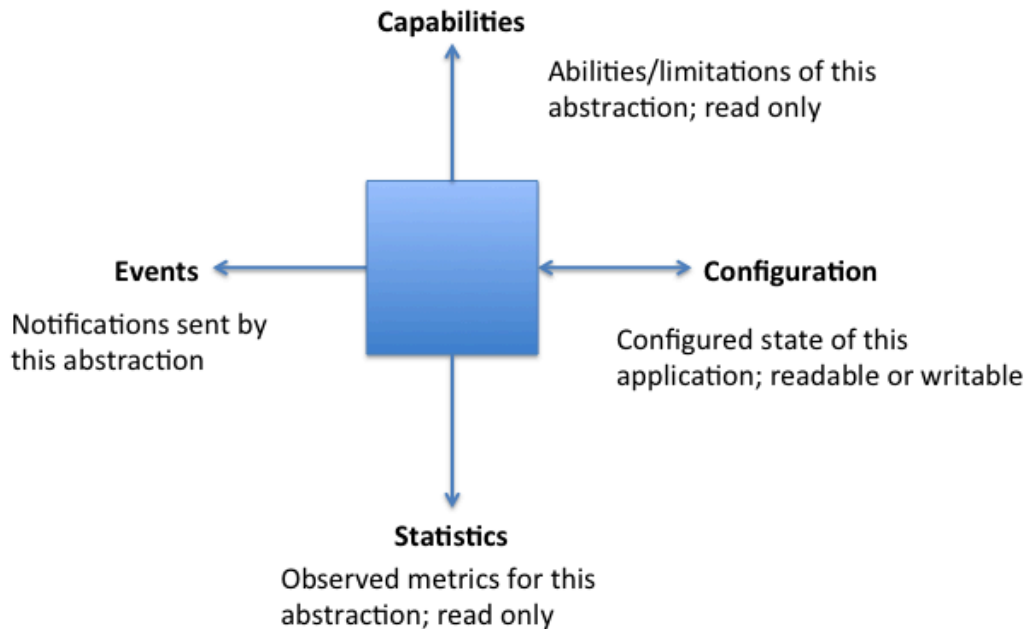 Capabilities
Abilities/limitations of this
abstraction; read only
Events
Notifications sent by
this abstraction
Configuration
Configured state of this
application; readable or writable
Statistics
Observed metrics for this
abstraction; read only